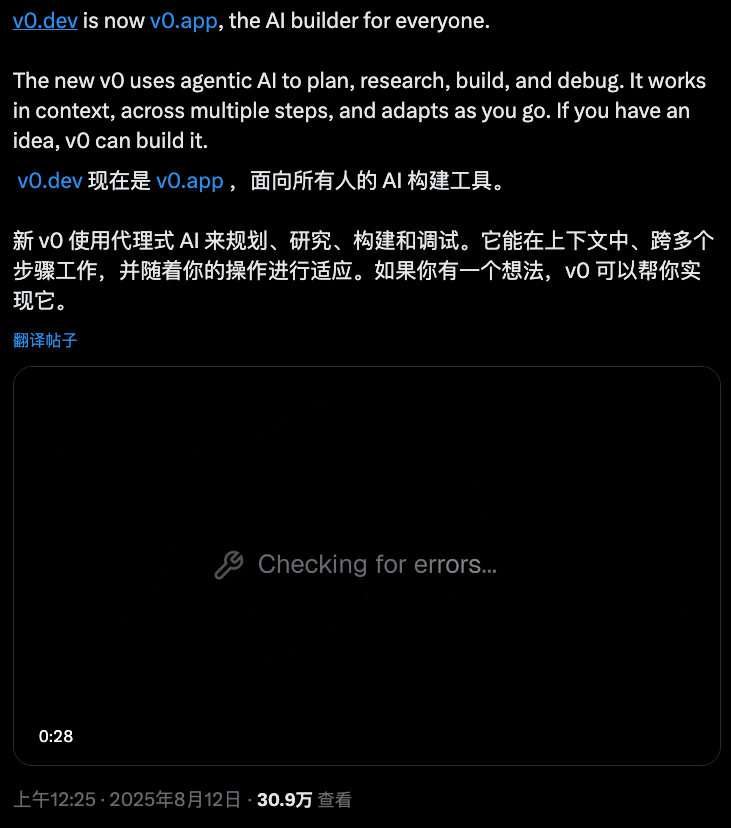 v0.dev is now v0.app, the AI builder for everyone.
The new v0 uses agentic AI to plan, research, build, and debug. It works
in context, across multiple steps, and adapts as you go. If you have an
idea, v0 can build it.
v0.dev 现在是 v0.app ，面向所有人的 AI 构建工具。
新 v0 使用代理式 AI 来规划、研究、构建和调试。它能在上下文中、跨多个
步骤工作，并随着你的操作进行适应。如果你有一个想法，v0 可以帮你实
现它。
翻译帖子
Checking for errors...
0:28
上午12:25 · 2025年8月12日 · 30.9万 查看